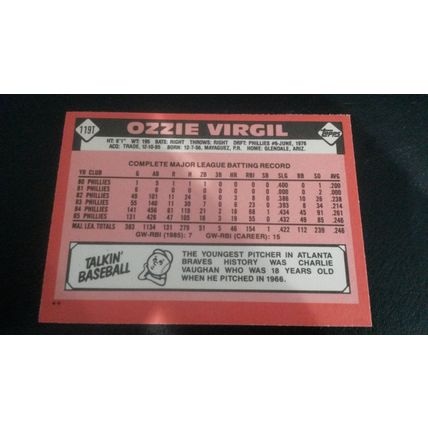 119T
OZZIE VIRGIL
Topps
HT: 6'1" WT: 195 BATS: RIGHT THROWS: RIGHT DRFT: PHILLIES #6-JUNE, 1976
ACQ: TRADE, 12-10-85 BORN: 12-7-56, MAYAGUEZ, P.R. HOME: GLENDALE, ARIZ.
COMPLETE MAJOR LEAGUE BATTING RECORD
YR CLUB G AB R H 2B 3B HR RBI SB SLG BB SO AVG
80 PHILLIES 1 5 1 1 1 0 0 0 0 .400 0 1 .200
81 PHILLIES 6 6 0 0 0 0 0 0 0 .000 0 2 .000
82 PHILLIES 49 101 11 24 0 3 8 0 10 26 .238
83 PHILLIES 55 140 11 30 7 0 6 23 0 .393 8 34
84 PHILLIES 141 456 61 119 21 2 18 68 1 .434 45 91 .261
85 PHILLIES 131 426 47 105 16 3 19 55 0 49 85 .246
MAJ. LEA. TOTALS 383 1134 131 279 51 5 46 154 1 .422 112 239 .246
GW-RBI (1985): 7 GW-RBI (CAREER): 15
TALKIN'
BASEBALL
THE YOUNGEST PITCHER IN ATLANTA
BRAVES HISTORY WAS CHARLIE
VAUGHAN WHO WAS 18 YEARS OLD
WHEN HE PITCHED IN 1966.
**